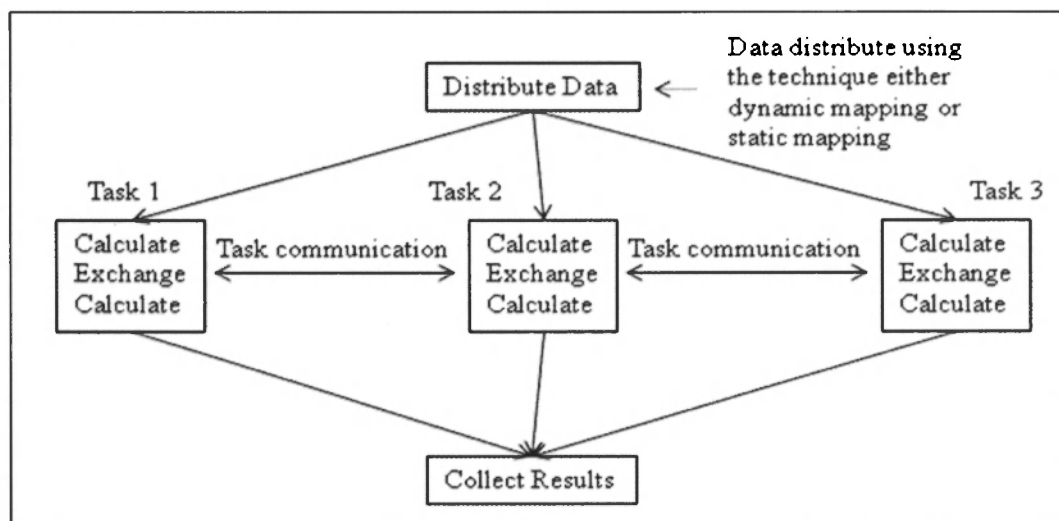 Data distribute using
the technique either
dynamic mapping or
static mapping
Distribute Data
Task 1
Task 2
Task 3
Calculate
Exchange
Calculate
Task communication
Calculate
Exchange
Calculate
Task communication
Calculate
Exchange
Calculate
Collect Results